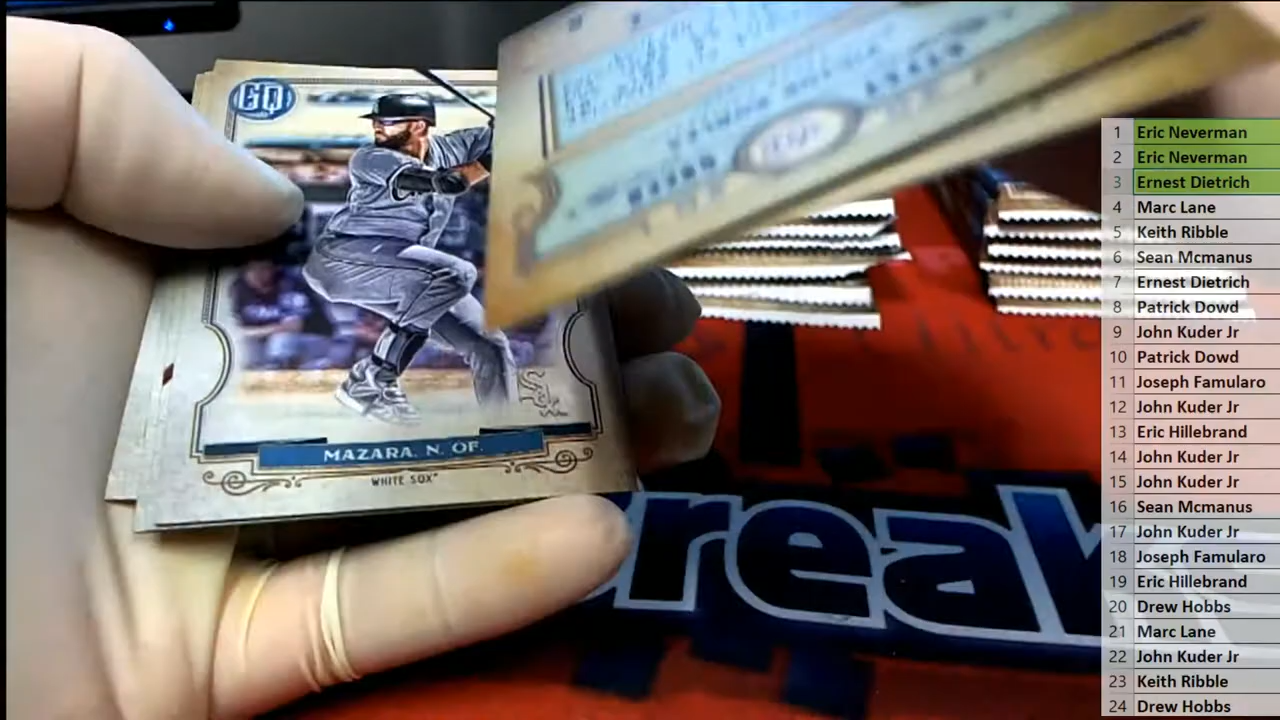 GQ
MAZARA, N. OF.
WHITE SOX
Break
1 Eric Neverman
2 Eric Neverman
3 Ernest Dietrich
4 Marc Lane
5 Keith Ribble
6 Sean Mcmanus
7 Ernest Dietrich
8 Patrick Dowd
9 John Kuder Jr
10 Patrick Dowd
11 Joseph Famularo
12 John Kuder Jr
13 Eric Hillebrand
14 John Kuder Jr
15 John Kuder Jr
16 Sean Mcmanus
17 John Kuder Jr
18 Joseph Famularo
19 Eric Hillebrand
20 Drew Hobbs
21 Marc Lane
22 John Kuder Jr
23 Keith Ribble
24 Drew Hobbs